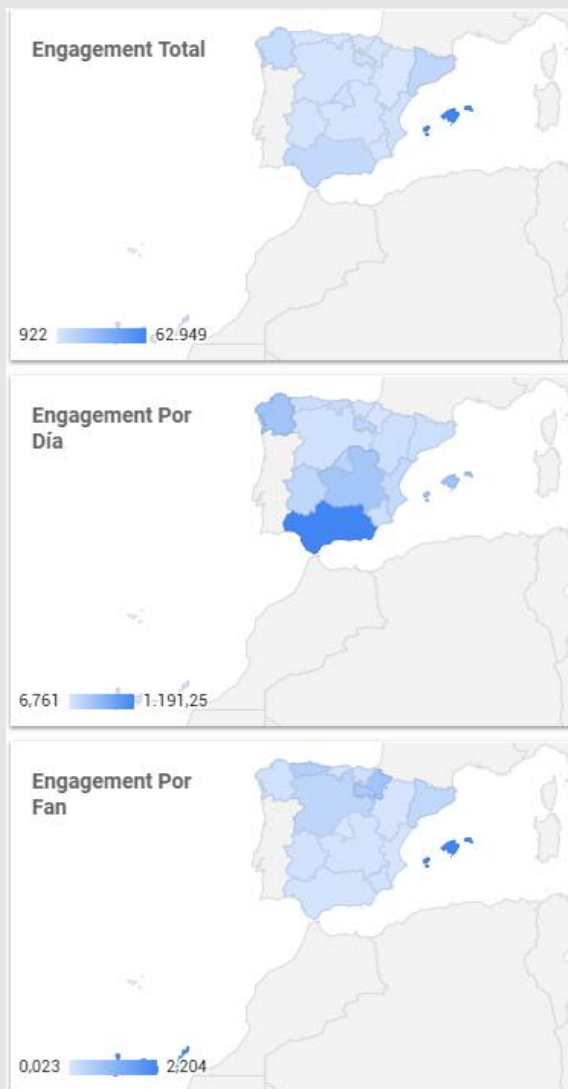 Engagement Total
922 62.949
Engagement Por
Día
6,761 1.191,25
Engagement Por
Fan
0,023 2,204